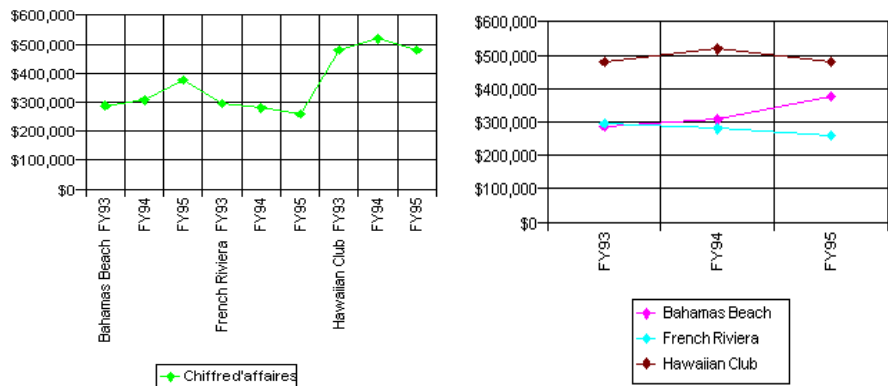 $600,000
$500,000
$400,000
$300,000
$200,000
$100,000
$0
Bahamas Beach FY93
FY94
FY95
French Riviera FY93
FY94
FY95
Hawaiian Club FY93
FY94
FY95
Chiffred'affaires
$600,000
$500,000
$400,000
$300,000
$200,000
$100,000
$0
FY93
FY94
FY95
Bahamas Beach
French Riviera
Hawaiian Club